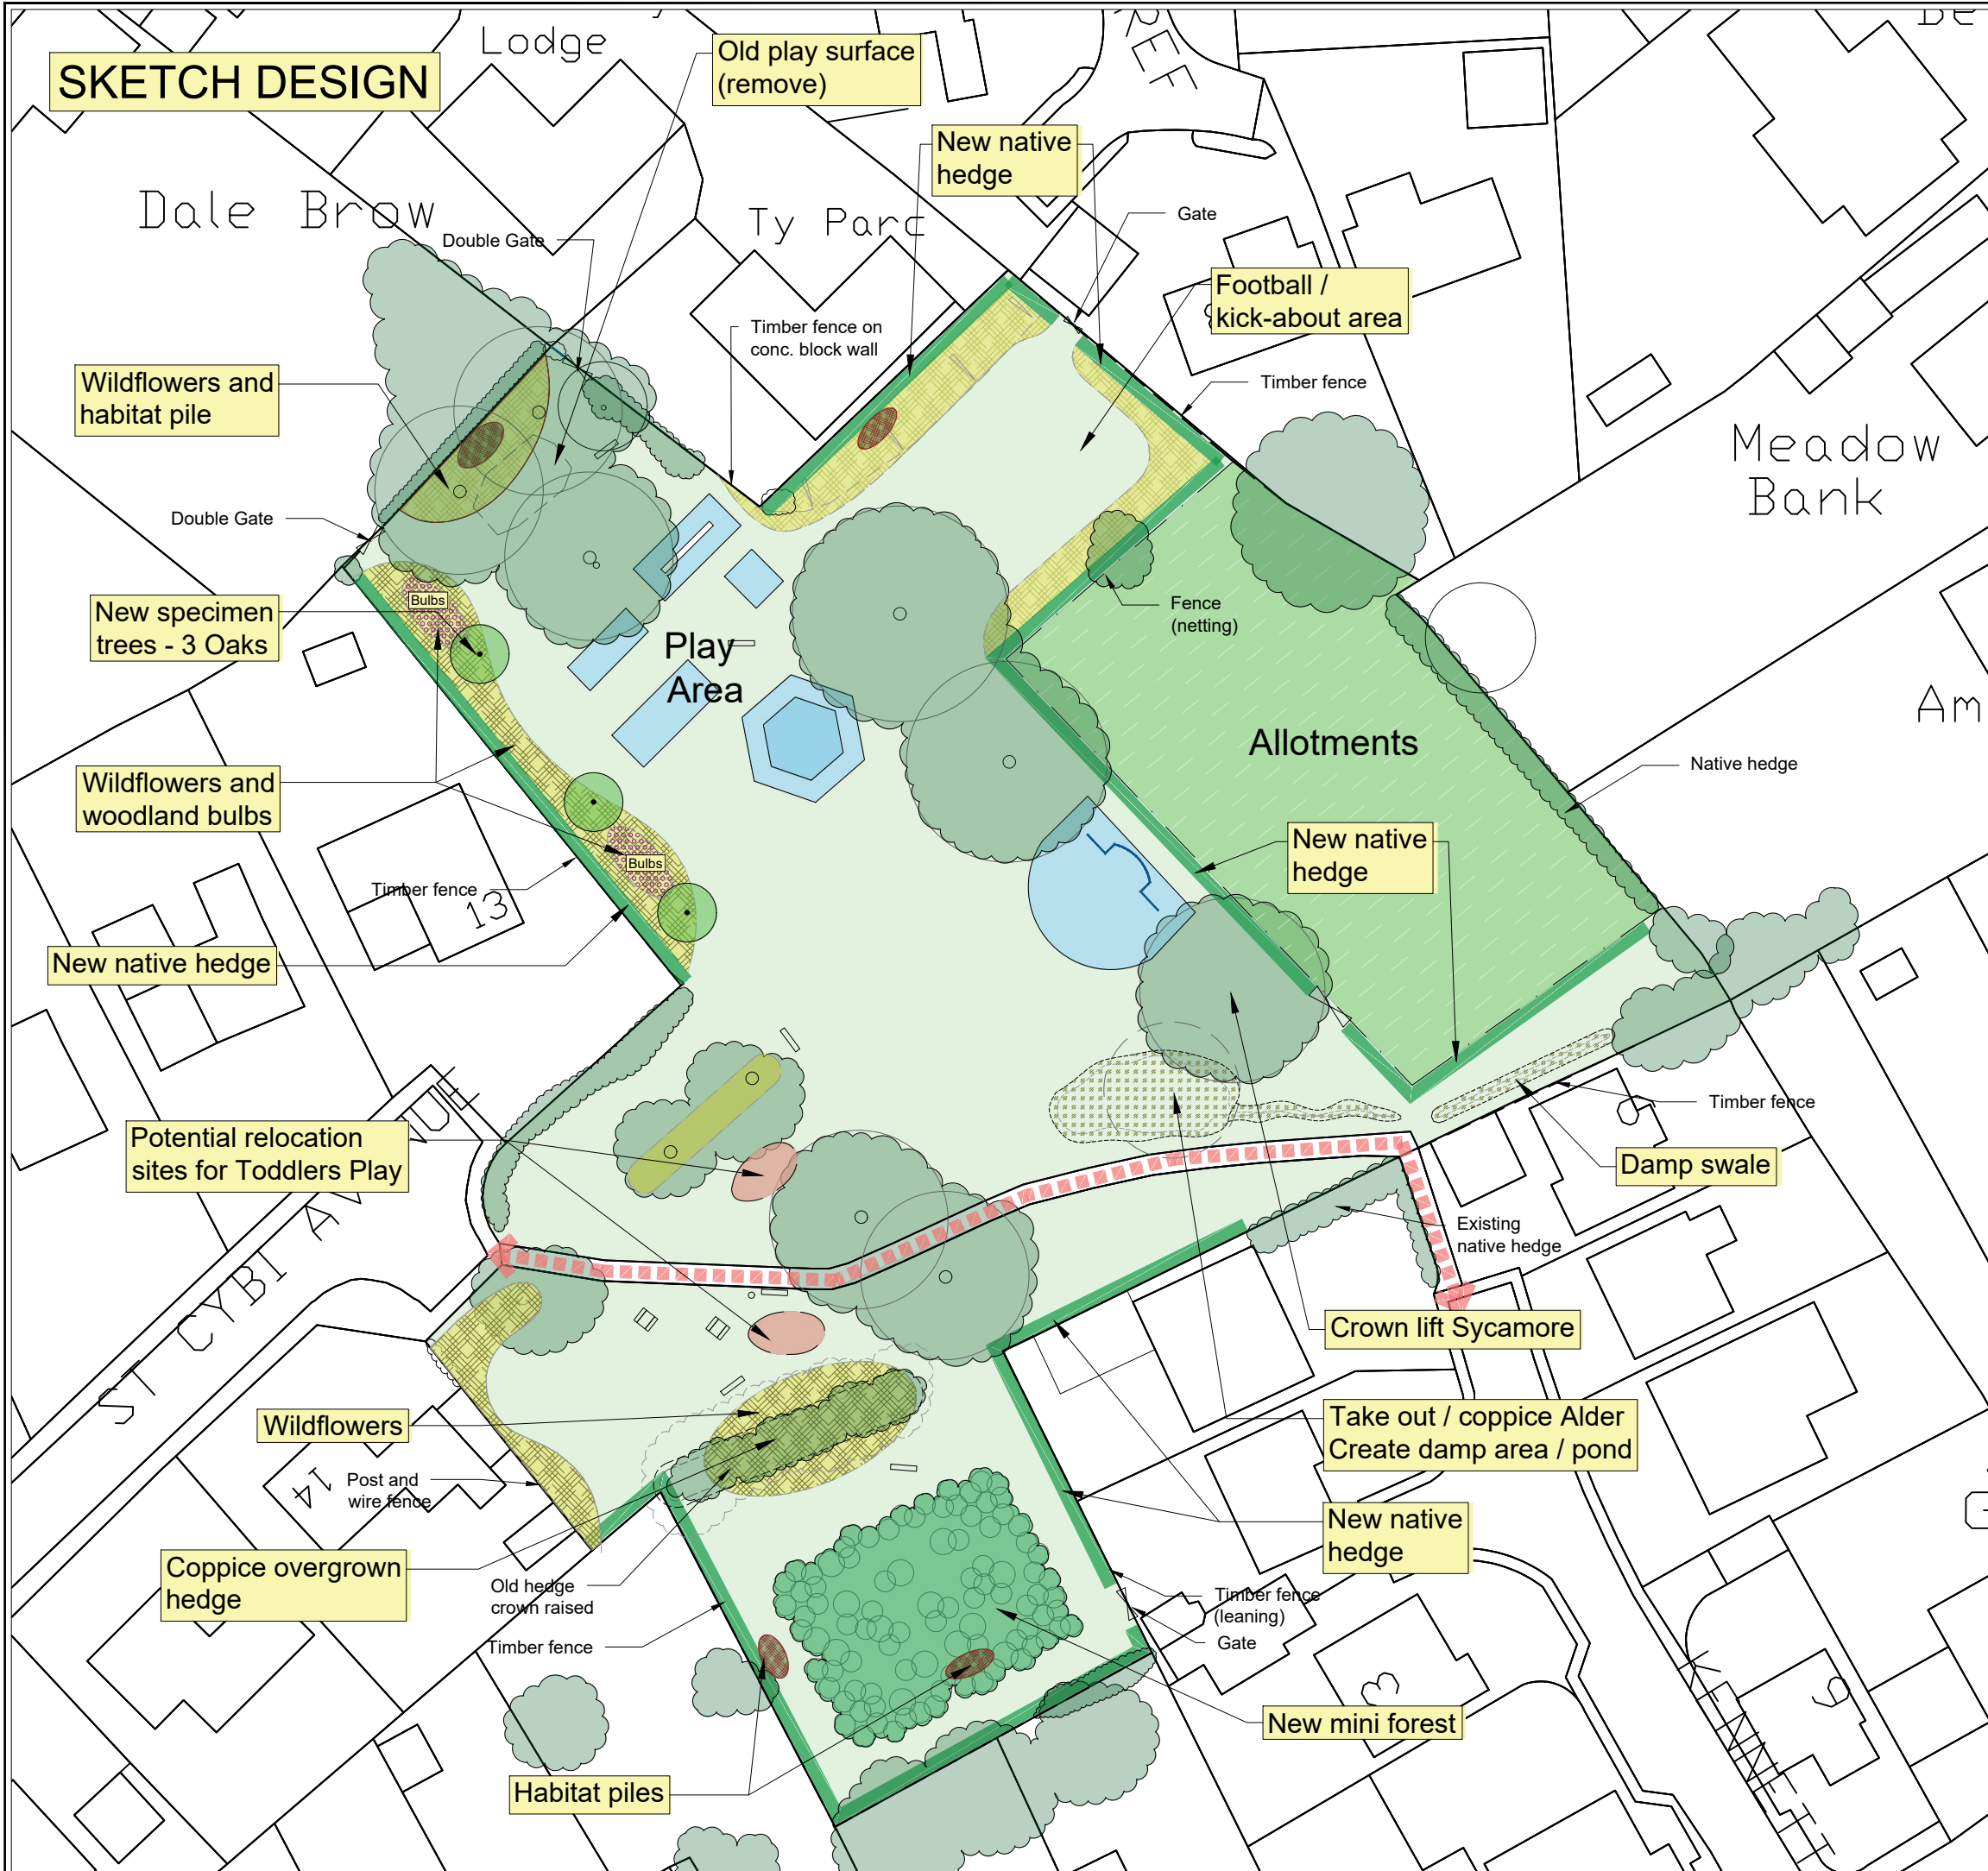 Lodge
Old play surface
(remove)
SKETCH DESIGN
New native
hedge
Dale Brow
Double Gate
Ty Parc
Gate
Football /
kick-about area
Timber fence on
conc. block wall
Timber fence
Wildflowers and
habitat pile
Meadow
Bank
Double Gate
Bulbs
New specimen
trees - 3 Oaks
Fence
(netting)
Play
Area
Allotments
Native hedge
Wildflowers and
woodland bulbs
New native
hedge
Bulbs
Timber fence
13
New native hedge
Timber fence
Potential relocation
sites for Toddlers Play
Damp swale
Existing
native hedge
ST CYBI AVENUE
Crown lift Sycamore
Wildflowers
Take out / coppice Alder
Create damp area / pond
14
Post and
wire fence
New native
hedge
Coppice overgrown
hedge
Old hedge
crown raised
Timber fence
(leaning)
Timber fence
Gate
3
9
New mini forest
Habitat piles